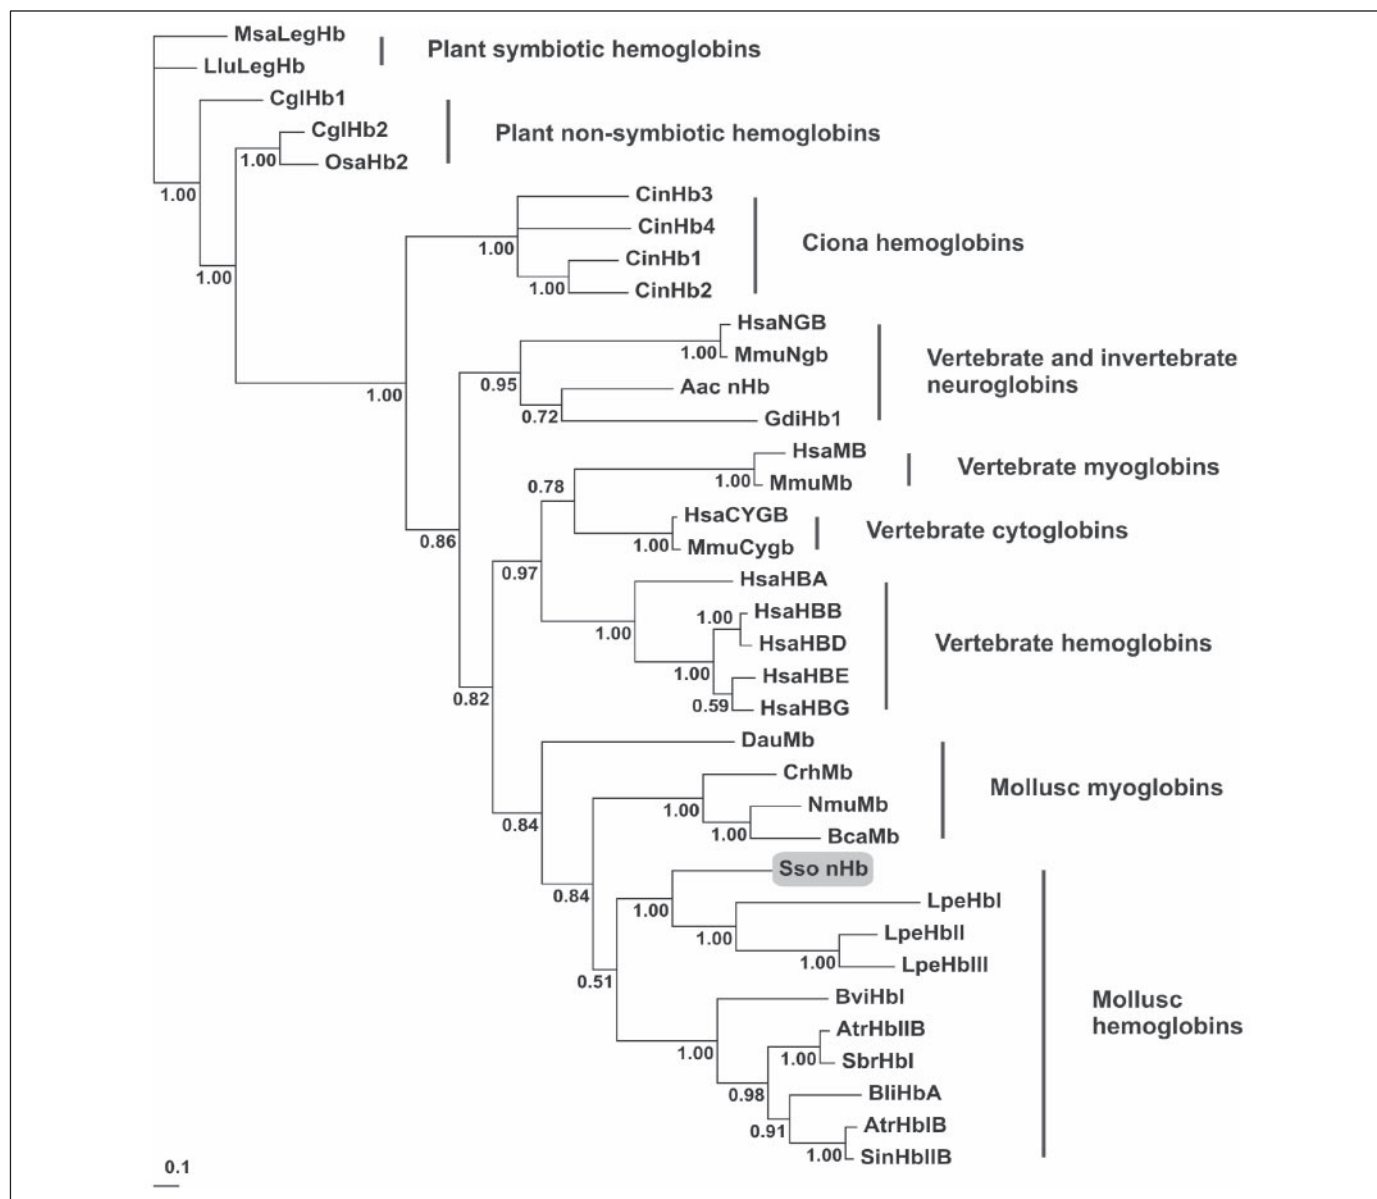 MsaLegHb
Plant symbiotic hemoglobins
LluLegHb
CglHb1
CglHb2
Plant non-symbiotic hemoglobins
1.00
OsaHb2
1.00
CinHb3
CinHb4
1.00
Ciona hemoglobins
CinHb1
1.00
1.00
CinHb2
HsaNGB
1.00
MmuNgb
Vertebrate and invertebrate
neuroglobins
0.95
Aac nHb
1.00
0.72
GdiHb1
HsaMB
Vertebrate myoglobins
1.00
MmuMb
0.78
HsaCYGB
Vertebrate cytoglobins
1.00
MmuCygb
0.86
0.97
HsaHBA
1.00
HsaHBB
1.00
HsaHBD
Vertebrate hemoglobins
1.00
HsaHBE
0.82
0.59
HsaHBG
DauMb
CrhMb
Mollusc myoglobins
1.00
NmuMb
0.84
1.00
BcaMb
Sso nHb
0.84
1.00
LpeHbI
1.00
LpeHbII
1.00
LpeHbIII
0.51
BviHbI
Mollusc
hemoglobins
AtrHbIIB
1.00
1.00
SbrHbI
0.98
BliHbA
0.91
AtrHbIB
1.00
SinHbIIB
0.1